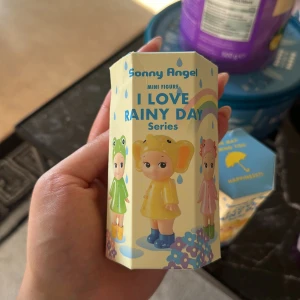 Sonny Angel
MINI FIGURE
I LOVE
RAINY DAY
Series